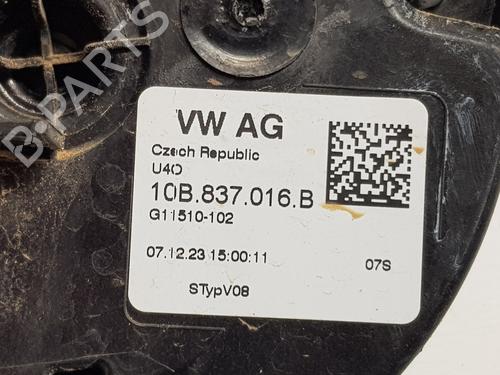 B-PARTS
VW AG
Czech Republic
U4O
10B.837.016.B
G11510-102
07.12.23 15:00:11
07S
STypV08